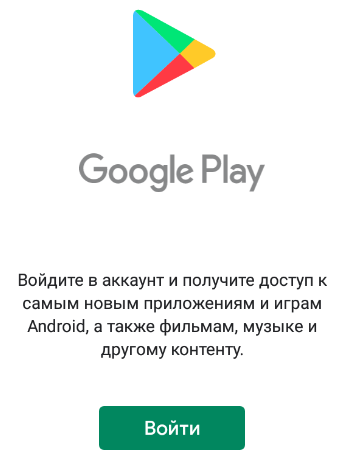 Google Play
Войдите в аккаунт и получите доступ к
самым новым приложениям и играм
Android, а также фильмам, музыке и
другому контенту.
Войти